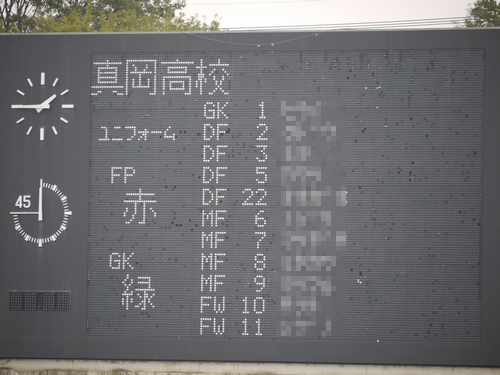 真岡高校
GK 1
ユニフォーム DF 2
DF 3
FP DF 5
赤 DF 22
MF 6
MF 7
GK MF 8
緑 MF 9
FW 10
FW 11
45